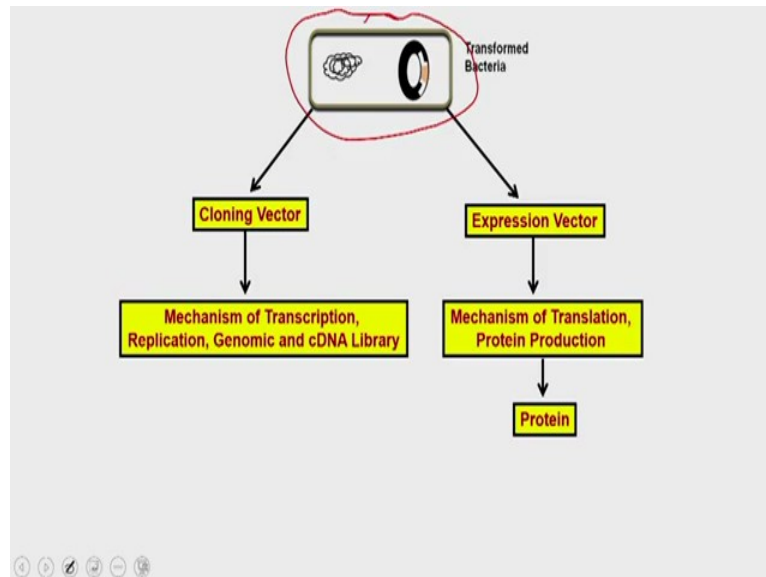 Transformed
Bacteria
Cloning Vector
Expression Vector
Mechanism of Transcription,
Replication, Genomic and cDNA Library
Mechanism of Translation,
Protein Production
Protein